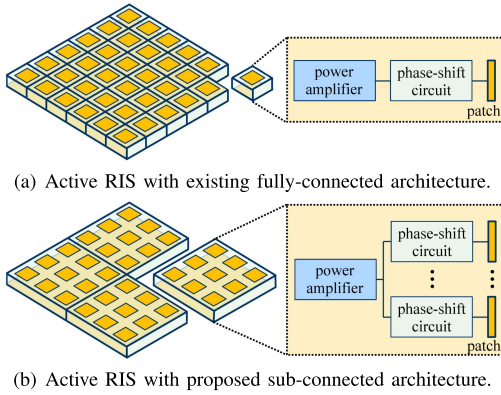 power
amplifier
phase-shift
circuit
patch
(a) Active RIS with existing fully-connected architecture.
power
amplifier
phase-shift
circuit
phase-shift
circuit
patch
(b) Active RIS with proposed sub-connected architecture.